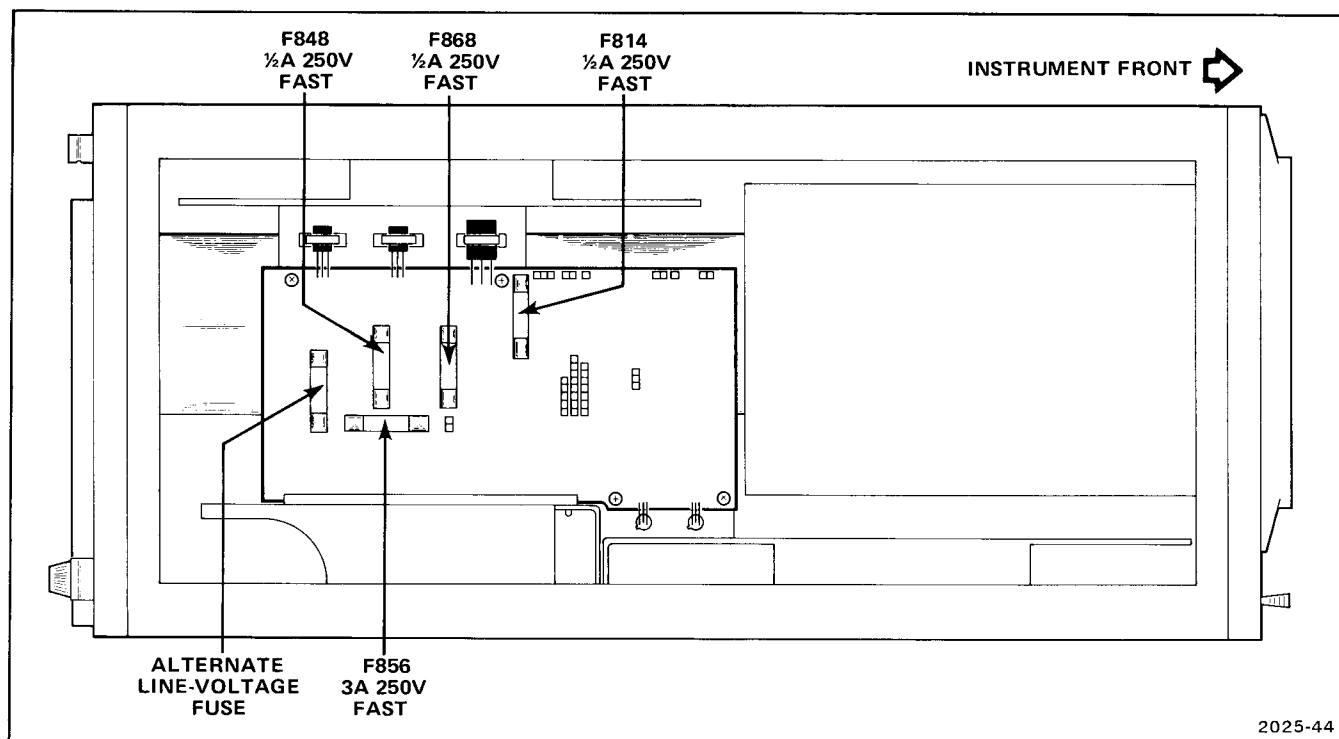 F848
½A 250V
FAST
F868
½A 250V
FAST
F814
½A 250V
FAST
INSTRUMENT FRONT
ALTERNATE
LINE-VOLTAGE
FUSE
F856
3A 250V
FAST
2025-44